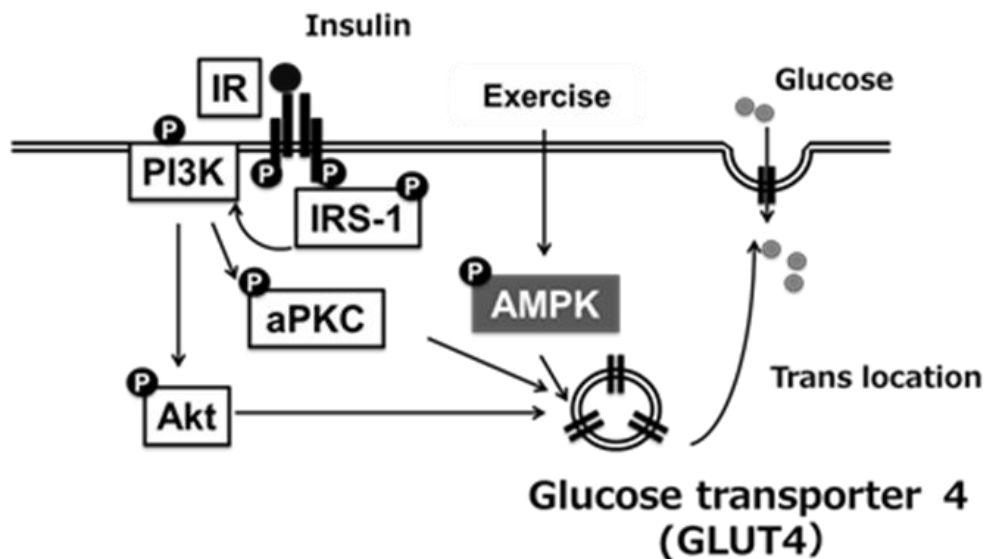 Insulin
IR
Exercise
Glucose
P
PI3K
P
P
P
IRS-1
P
aPKC
P
AMPK
P
Akt
Trans location
Glucose transporter 4
(GLUT4)